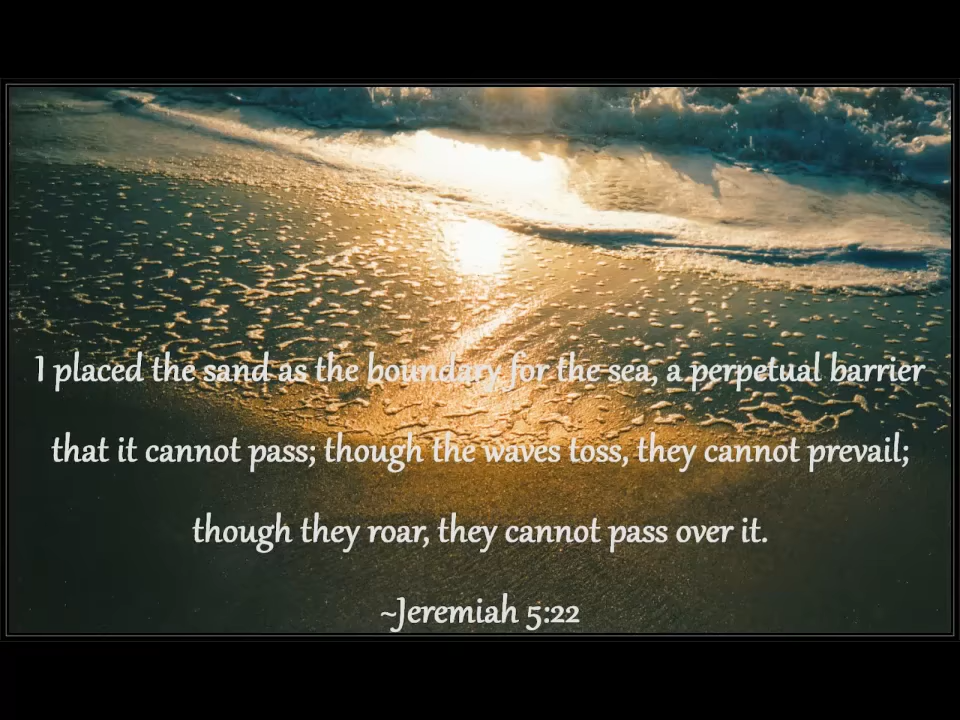 I placed the sand as the boundary for the sea, a perpetual barrier
that it cannot pass; though the waves toss, they cannot prevail;
though they roar, they cannot pass over it.
~Jeremiah 5:22